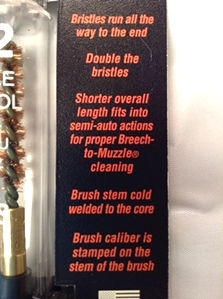 2
Bristles run all the
way to the end
Double the
bristles
Shorter overall
length fits into
semi-auto actions
for proper Breech-
to-Muzzle®
cleaning
Brush stem cold
welded to the core
Brush caliber is
stamped on the
stem of the brush